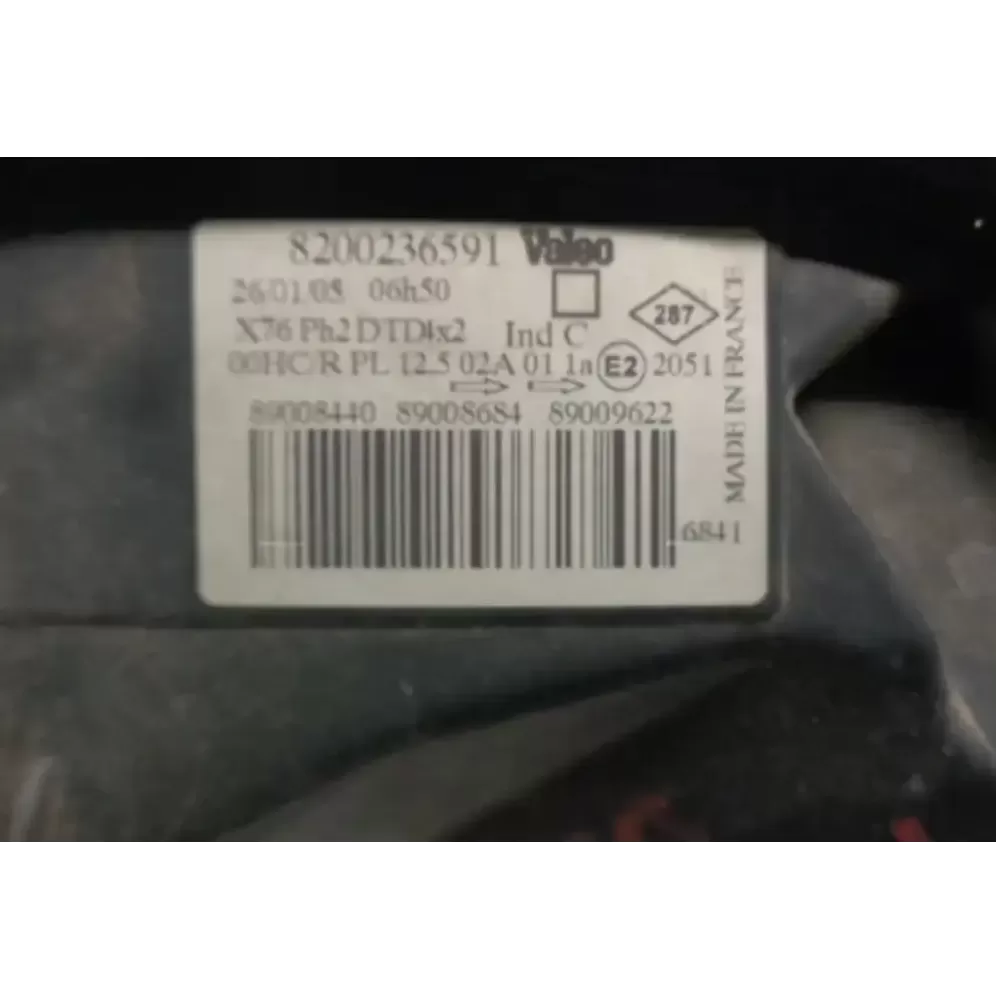 8200236591 Valeo
26/01/05 06h50
X76 Ph2 DTD4x2 Ind C
287
00HC/R PL 12.5 02A 01 1a E2 2051
89008440 89008684 89009622
6841
MADE IN FRANCE